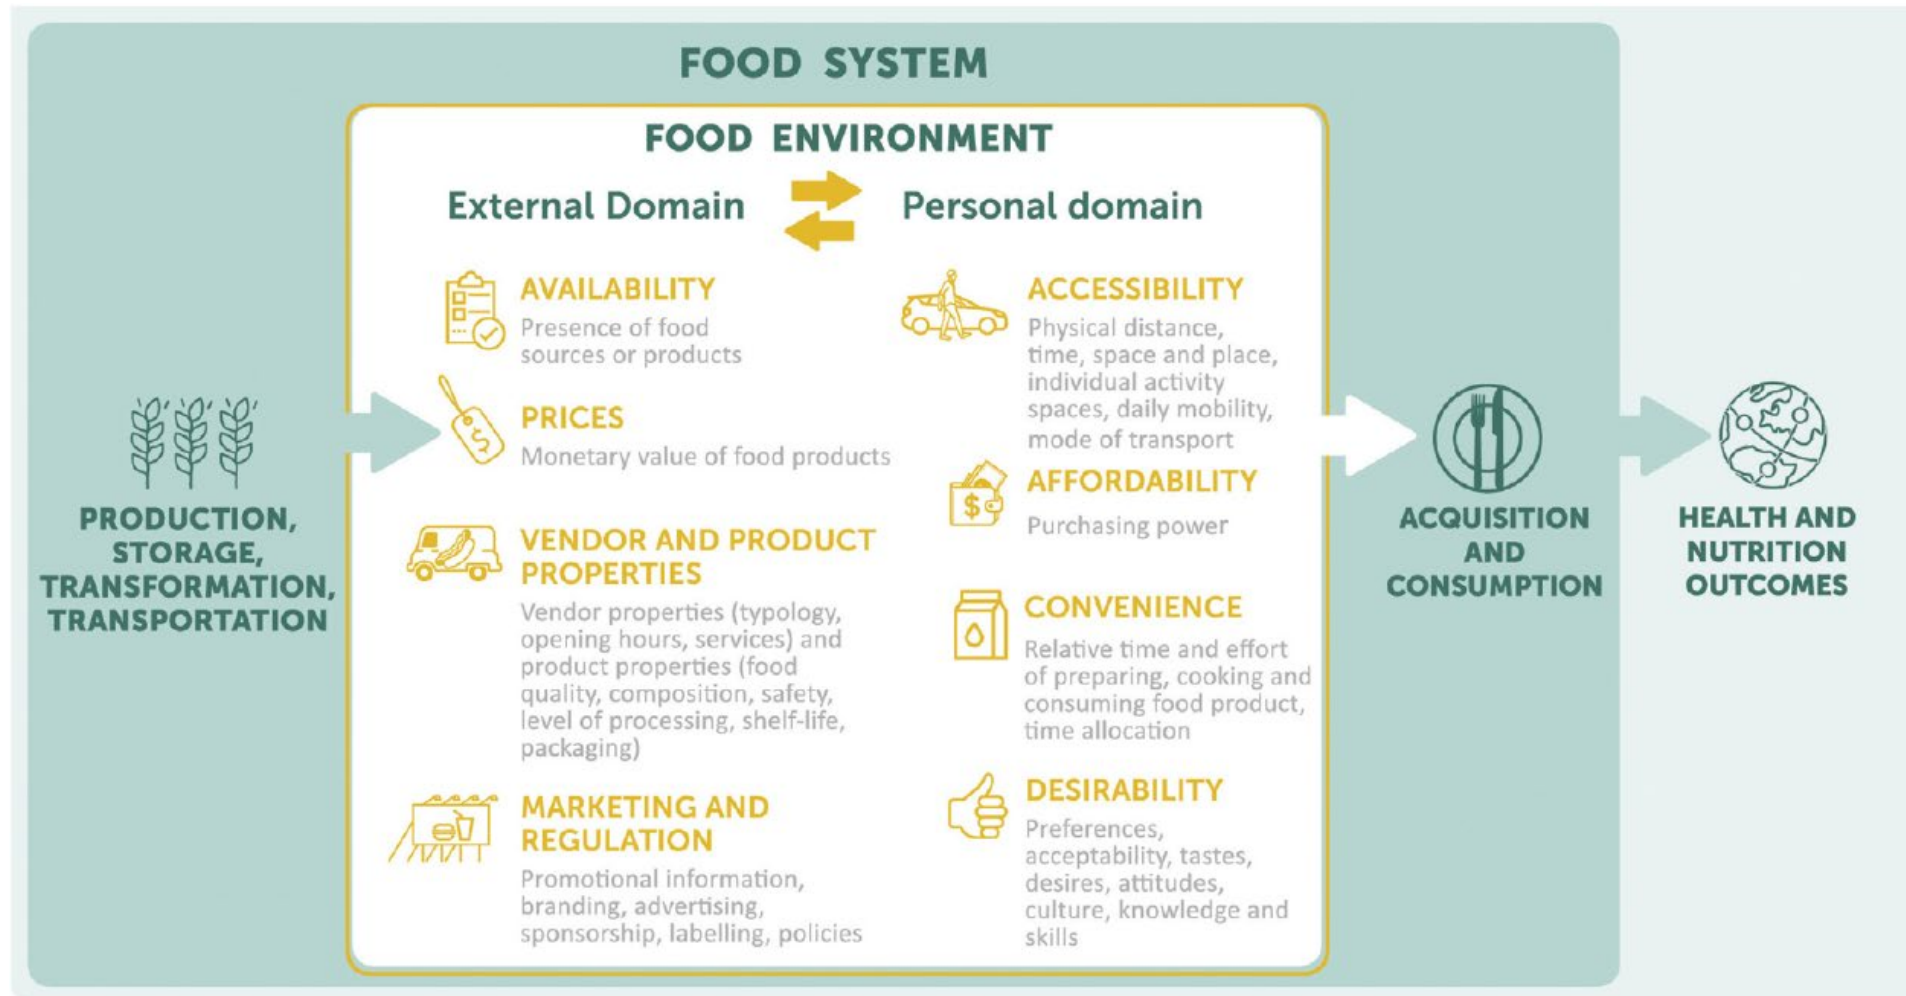 FOOD SYSTEM
FOOD ENVIRONMENT
External Domain
Personal domain
PRODUCTION,
STORAGE,
TRANSFORMATION,
TRANSPORTATION
AVAILABILITY
Presence of food
sources or products
PRICES
Monetary value of food products
VENDOR AND PRODUCT
PROPERTIES
Vendor properties (typology,
opening hours, services) and
product properties (food
quality, composition, safety,
level of processing, shelf-life,
packaging)
MARKETING AND
REGULATION
Promotional information,
branding, advertising,
sponsorship, labelling, policies
ACCESSIBILITY
Physical distance,
time, space and place,
individual activity
spaces, daily mobility,
mode of transport
AFFORDABILITY
Purchasing power
CONVENIENCE
Relative time and effort
of preparing, cooking and
consuming food product,
time allocation
DESIRABILITY
Preferences,
acceptability, tastes,
desires, attitudes,
culture, knowledge and
skills
ACQUISITION
AND
CONSUMPTION
HEALTH AND
NUTRITION
OUTCOMES